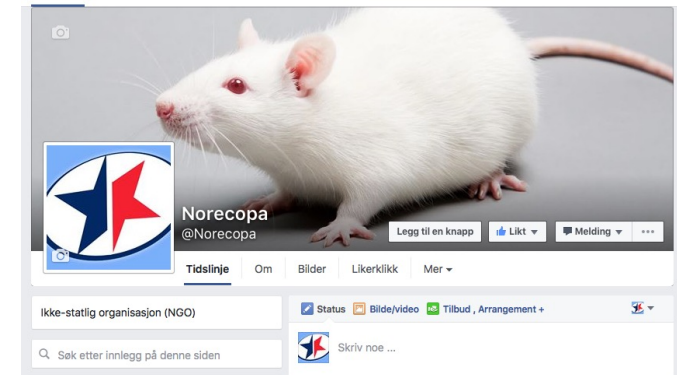 Norecopa
@Norecopa
Legg til en knapp
Likt
Melding
Tidslinje Om Bilder Likerklikk Mer
Ikke-statlig organisasjon (NGO)
Status Bilde/video Tilbud , Arrangement +
Søk etter innlegg på denne siden
Skriv noe ...